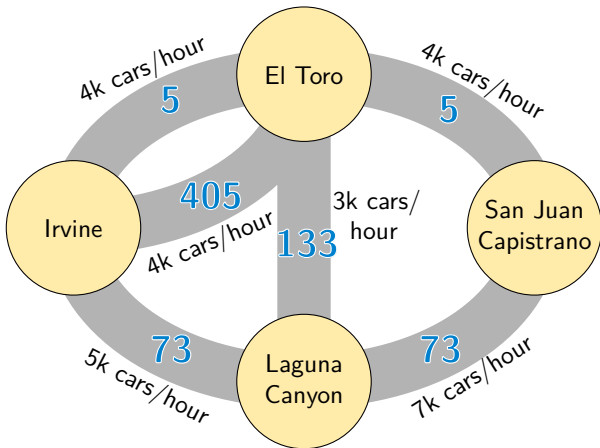 4k cars/hour
5
El Toro
4k cars/hour
5
405
4k cars/hour
3k cars/
hour
133
Irvine
San Juan
Capistrano
73
5k cars/hour
Laguna
Canyon
73
7k cars/hour